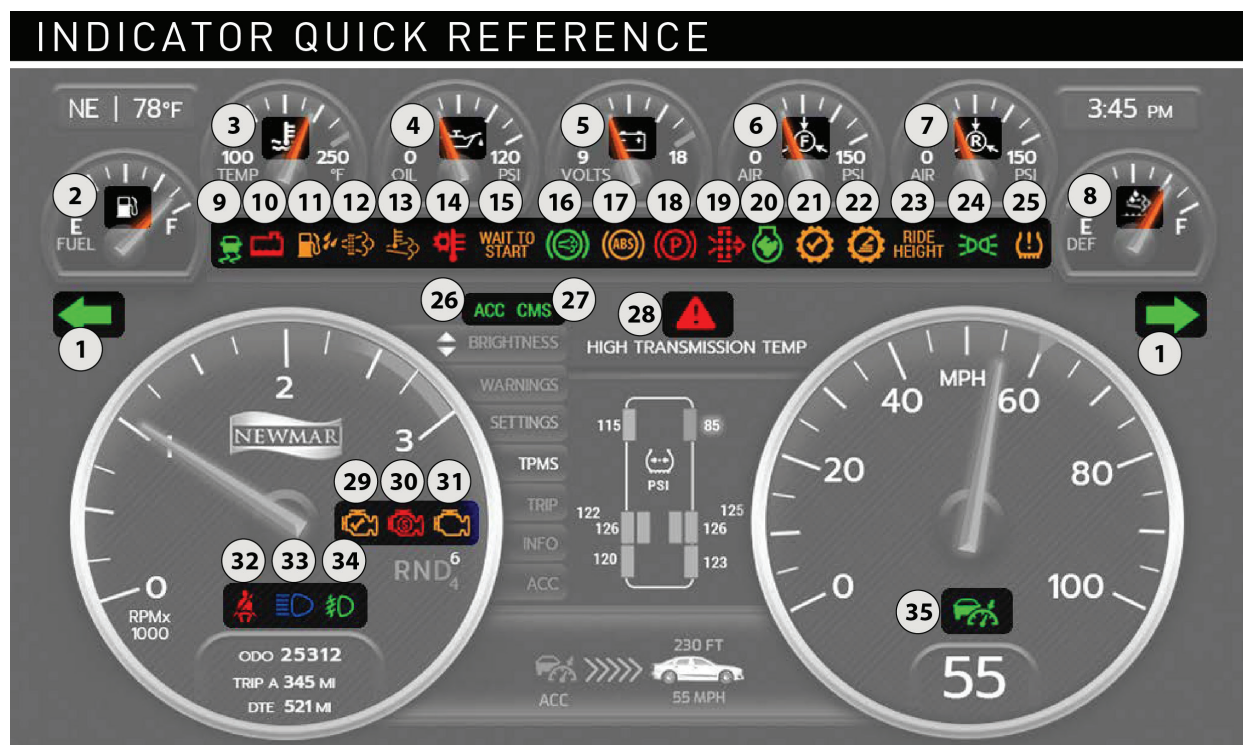 INDICATOR QUICK REFERENCE
NE | 78°F
3:45 PM
3
4
5
6
7
100
250
TEMP
°F
0
120
OIL
PSI
9
18
VOLTS
F
0
150
AIR
PSI
R
0
150
AIR
PSI
2
E
F
FUEL
8
E
F
DEF
9
10
11
12
13
14
15
16
17
18
19
20
21
22
23
24
25
WAIT TO
START
ABS
P
RIDE
HEIGHT
1
1
26
ACC CMS
27
28
HIGH TRANSMISSION TEMP
BRIGHTNESS
WARNINGS
SETTINGS
TPMS
TRIP
INFO
ACC
0
1
2
3
RPMx
1000
NEWMAR
29
30
31
S
RND
6
4
32
33
34
ODO 25312
TRIP A 345 MI
DTE 521 MI
115
85
PSI
122
125
126
126
120
123
230 FT
ACC
55 MPH
MPH
0
20
40
60
80
100
35
55